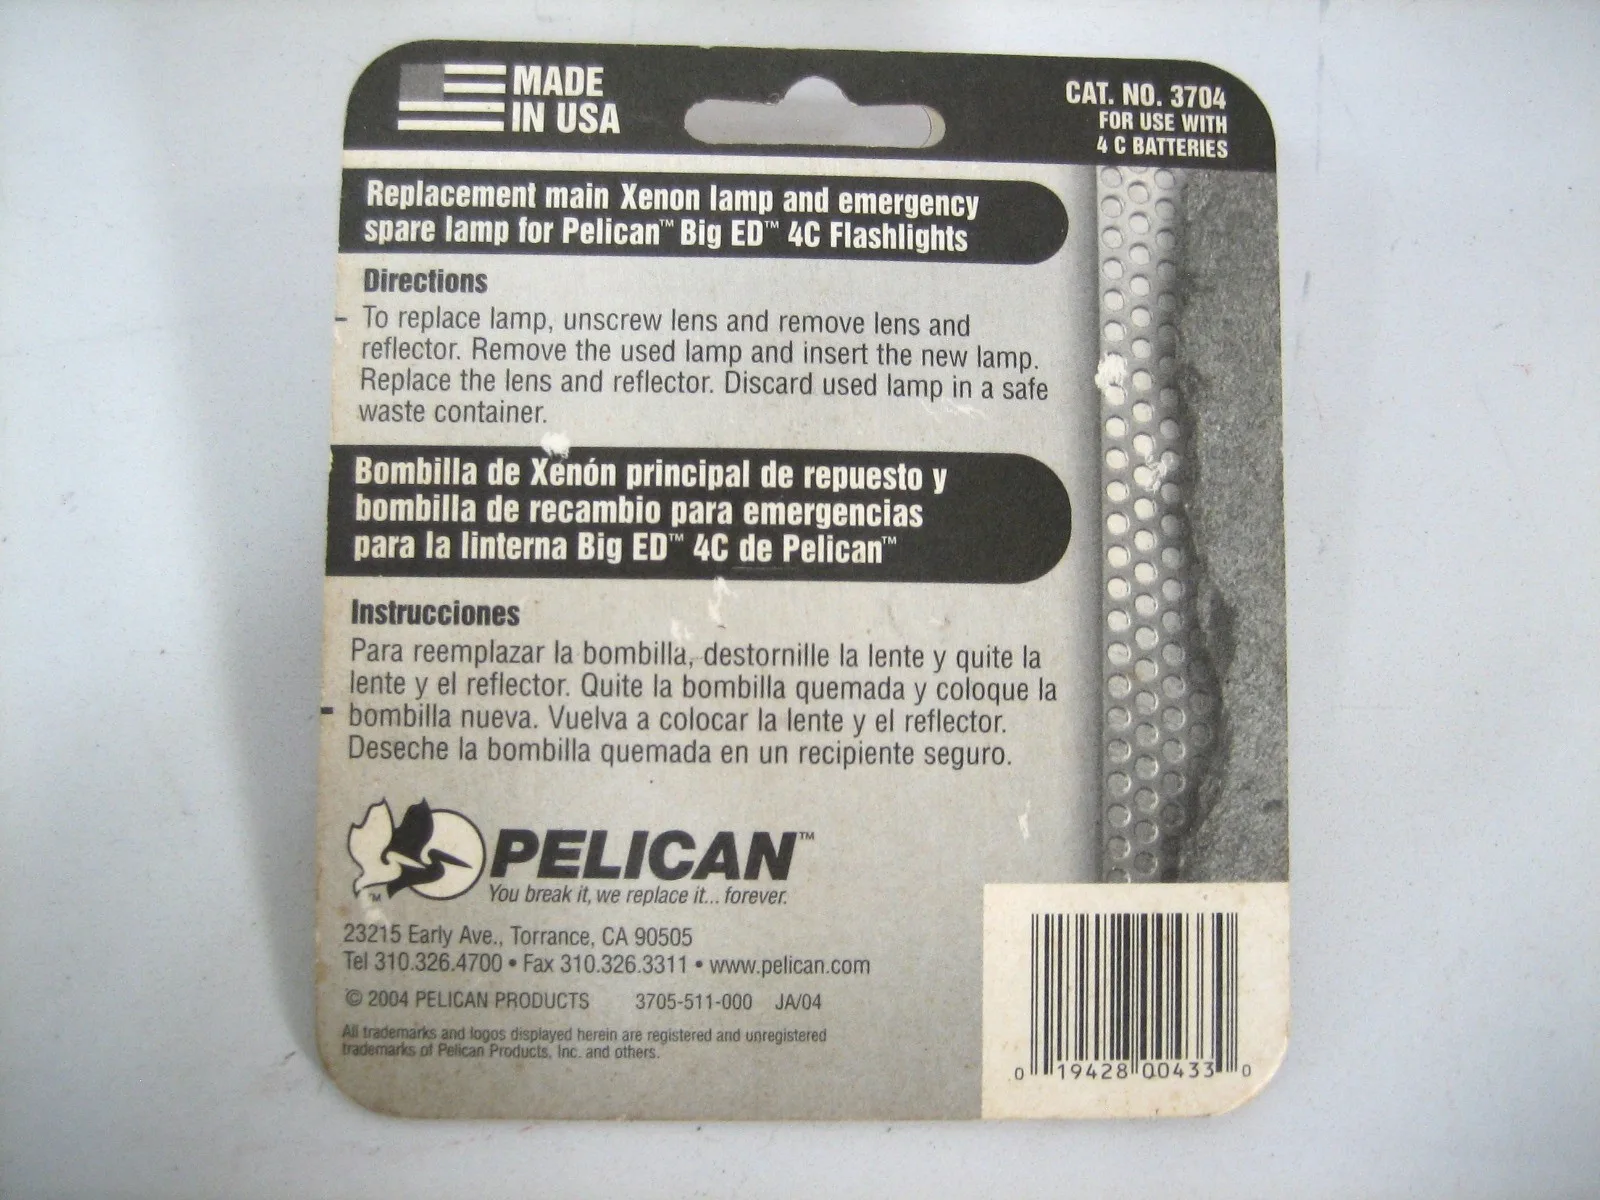 MADE
IN USA
CAT. NO. 3704
FOR USE WITH
4 C BATTERIES
Replacement main Xenon lamp and emergency
spare lamp for Pelican™ Big ED™ 4C Flashlights
Directions
To replace lamp, unscrew lens and remove lens and
reflector. Remove the used lamp and insert the new lamp.
Replace the lens and reflector. Discard used lamp in a safe
waste container.
Bombilla de Xenón principal de repuesto y
bombilla de recambio para emergencias
para la linterna Big ED™ 4C de Pelican™
Instrucciones
Para reemplazar la bombilla, destornille la lente y quite la
lente y el reflector. Quite la bombilla quemada y coloque la
bombilla nueva. Vuelva a colocar la lente y el reflector.
Deseche la bombilla quemada en un recipiente seguro.
PELICAN™
TM
You break it, we replace it... forever.
23215 Early Ave., Torrance, CA 90505
Tel 310.326.4700 • Fax 310.326.3311 • www.pelican.com
© 2004 PELICAN PRODUCTS 3705-511-000 JA/04
All trademarks and logos displayed herein are registered and unregistered
trademarks of Pelican Products, Inc. and others.
0 19428 00433 0